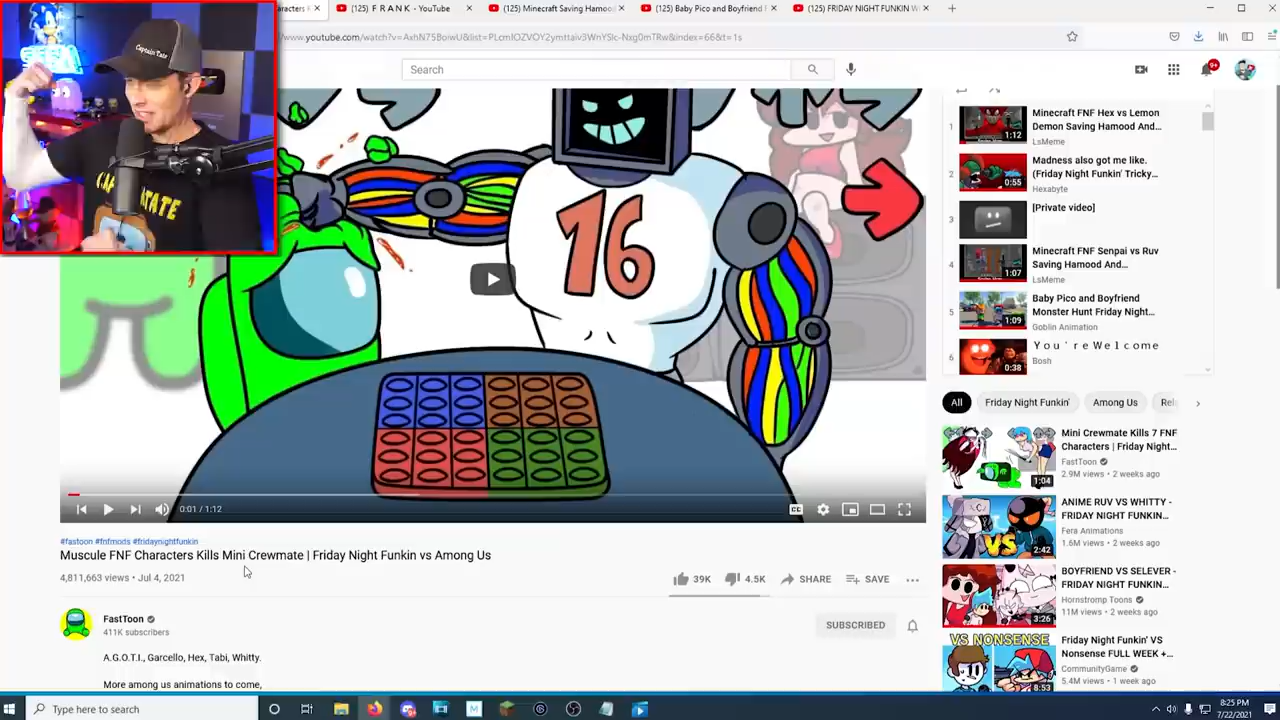 (125) F R A N K - YouTube
(125) Minecraft Saving Hamood
(125) Baby Pico and Boyfriend
(125) FRIDAY NIGHT FUNKIN
Search
9+
Captain Tate
TATE
16
0:01 / 1:12
CC
#fastoon #fnfmods #fridaynightfunkin
Muscule FNF Characters Kills Mini Crewmate | Friday Night Funkin vs Among Us
4,811,663 views • Jul 4, 2021
39K
4.5K
SHARE
SAVE
FastToon
411K subscribers
SUBSCRIBED
A.G.O.T.I., Garcello, Hex, Tabi, Whitty.
More among us animations to come,
1
1:12
Minecraft FNF Hex vs Lemon
Demon Saving Hamood And...
LsMeme
2
0:55
Madness also got me like.
(Friday Night Funkin' Tricky...
Hexabyte
3
[Private video]
4
1:07
Minecraft FNF Senpai vs Ruv
Saving Hamood And...
LsMeme
5
1:09
Baby Pico and Boyfriend
Monster Hunt Friday Night...
Goblin Animation
6
0:38
Y o u ' r e W e l c o m e
Bosh
All
Friday Night Funkin'
Among Us
Rel
1:04
Mini Crewmate Kills 7 FNF
Characters | Friday Night...
FastToon
2.9M views • 2 weeks ago
VS
2:42
ANIME RUV VS WHITTY -
FRIDAY NIGHT FUNKIN...
Fera Animations
1.6M views • 2 weeks ago
3:26
BOYFRIEND VS SELEVER -
FRIDAY NIGHT FUNKIN...
Hornstromp Toons
11M views • 2 weeks ago
VS NONSENSE
8:53
Friday Night Funkin' VS
Nonsense FULL WEEK +...
CommunityGame
5.4M views • 1 week ago
Type here to search
8:25 PM
7/22/2021